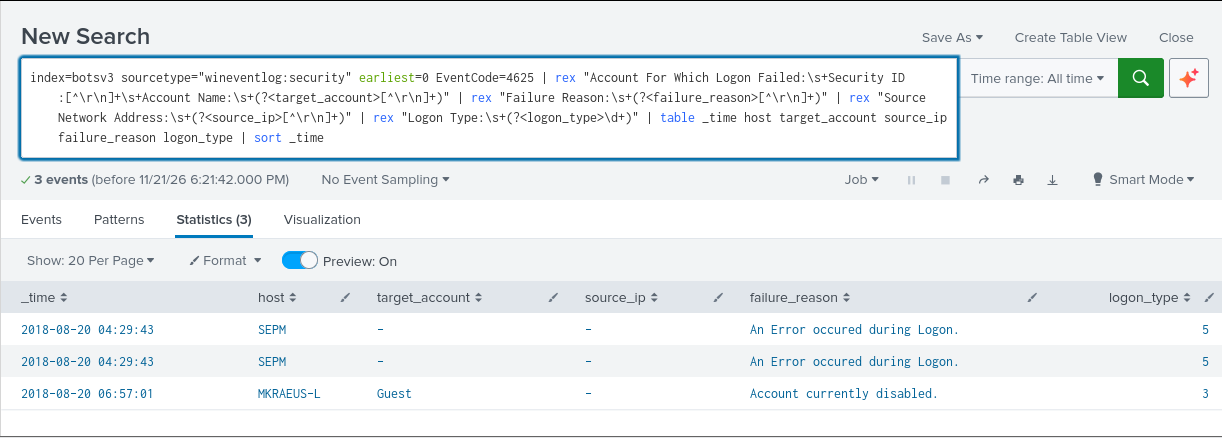 New Search
Save As
Create Table View
Close
index=botsv3 sourcetype="wineventlog:security" earliest=0 EventCode=4625 | rex "Account For Which Logon Failed:\s+Security ID
:[^\r\n]+\s+Account Name:\s+(?<target_account>[^\r\n]+)" | rex "Failure Reason:\s+(?<failure_reason>[^\r\n]+)" | rex "Source
Network Address:\s+(?<source_ip>[^\r\n]+)" | rex "Logon Type:\s+(?<logon_type>\d+)" | table _time host target_account source_ip
failure_reason logon_type | sort _time
Time range: All time
3 events (before 11/21/26 6:21:42.000 PM)
No Event Sampling
Job
Smart Mode
Events
Patterns
Statistics (3)
Visualization
Show: 20 Per Page
Format
Preview: On
_time host target_account source_ip failure_reason logon_type
2018-08-20 04:29:43 SEPM - - An Error occured during Logon. 5
2018-08-20 04:29:43 SEPM - - An Error occured during Logon. 5
2018-08-20 06:57:01 MKRAEUS-L Guest - Account currently disabled. 3